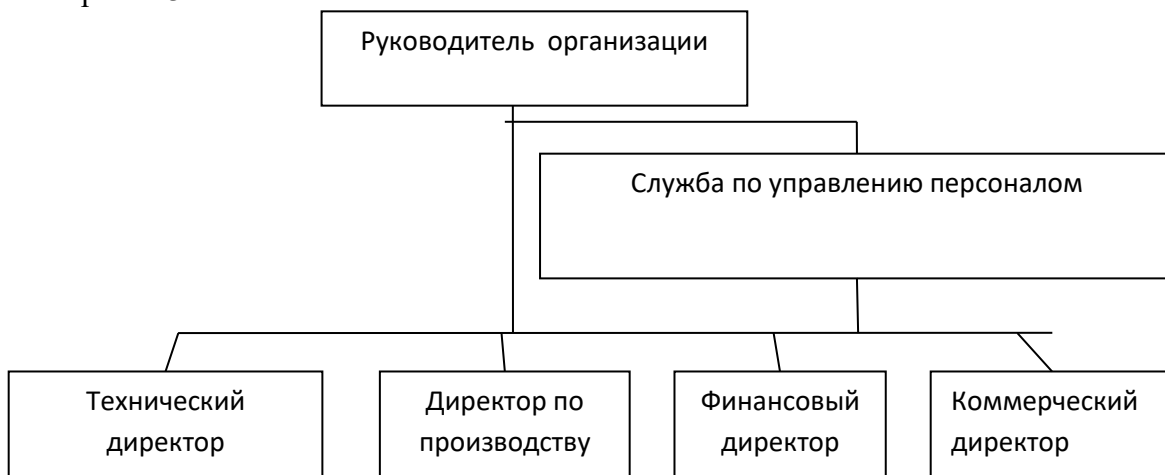 Руководитель организации
Служба по управлению персоналом
Технический
директор
Директор по
производству
Финансовый
директор
Коммерческий
директор